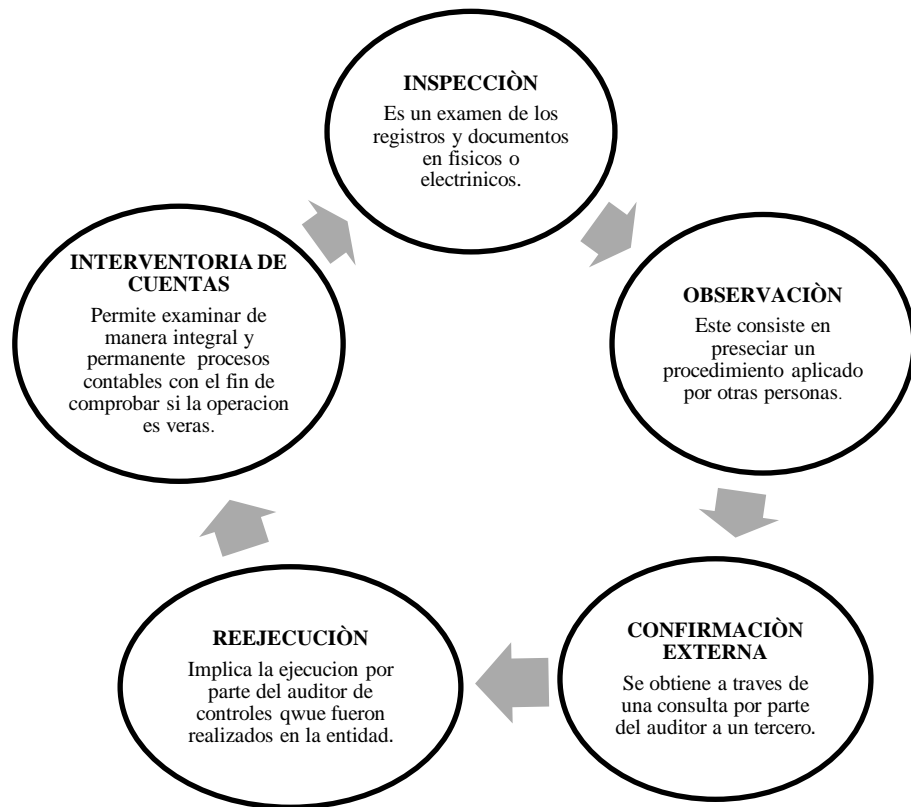 INSPECCIÒN
Es un examen de los
registros y documentos
en fisicos o
electrinicos.
OBSERVACIÒN
Este consiste en
preseciar un
procedimiento aplicado
por otras personas.
CONFIRMACIÒN
EXTERNA
Se obtiene a traves de
una consulta por parte
del auditor a un tercero.
REEJECUCIÒN
Implica la ejecucion por
parte del auditor de
controles qwue fueron
realizados en la entidad.
INTERVENTORIA DE
CUENTAS
Permite examinar de
manera integral y
permanente procesos
contables con el fin de
comprobar si la operacion
es veras.